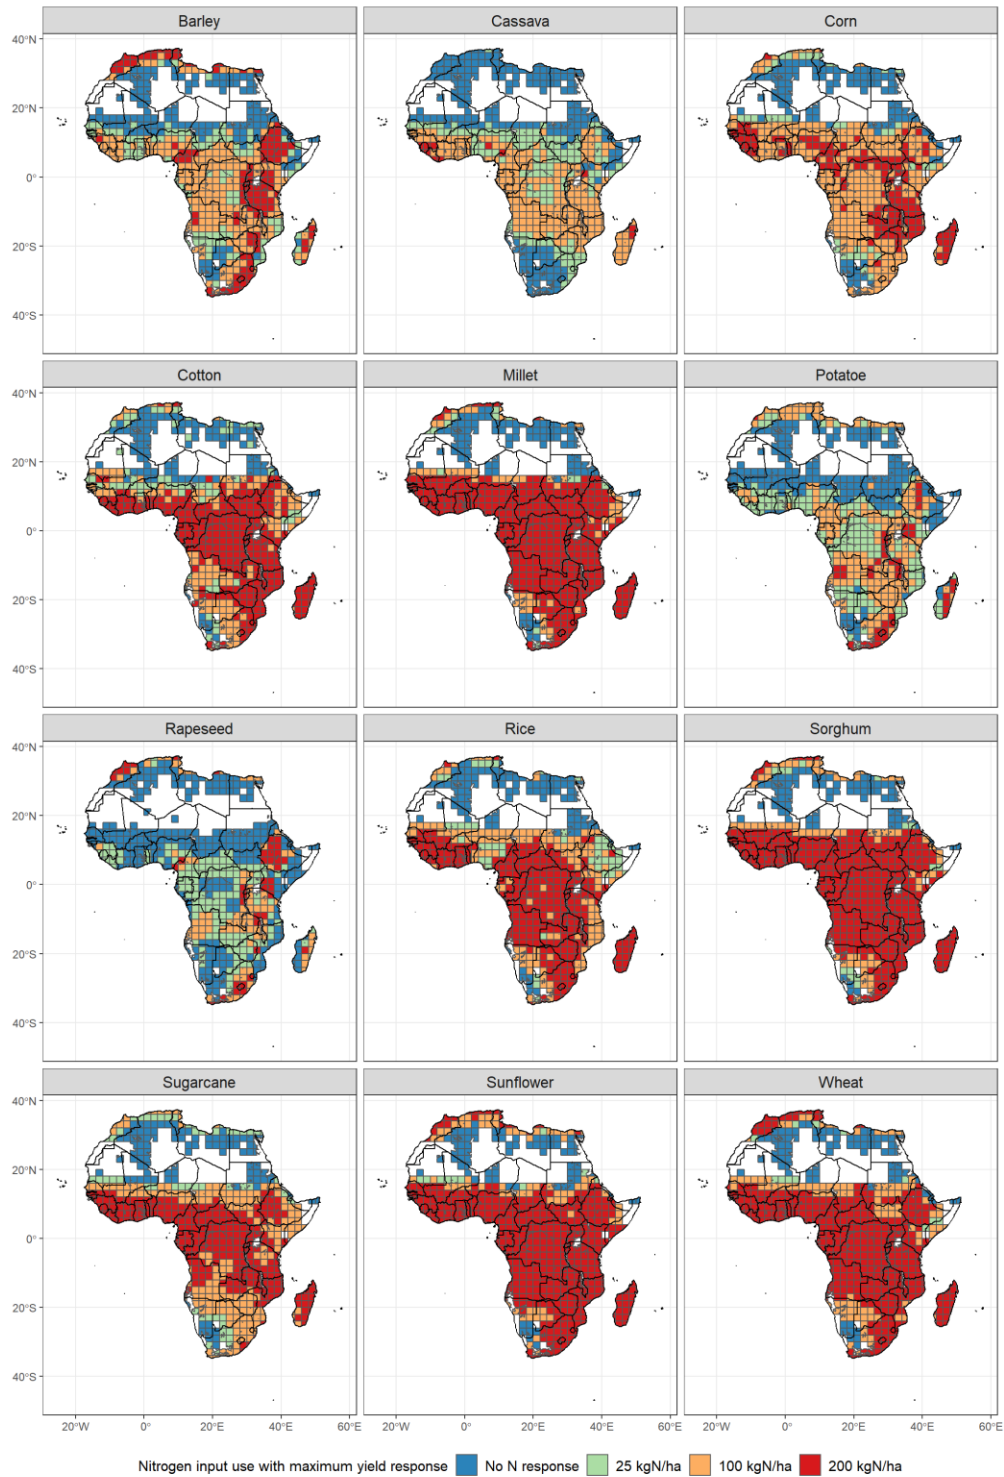 Barley Cassava Corn
40°N
20°N
0°
20°S
40°S
Cotton Millet Potatoe
40°N
20°N
0°
20°S
40°S
Rapeseed Rice Sorghum
40°N
20°N
0°
20°S
40°S
Sugarcane Sunflower Wheat
40°N
20°N
0°
20°S
40°S
20°W 0° 20°E 40°E 60°E 20°W 0° 20°E 40°E 60°E 20°W 0° 20°E 40°E 60°E
Nitrogen input use with maximum yield response No N response 25 kgN/ha 100 kgN/ha 200 kgN/ha